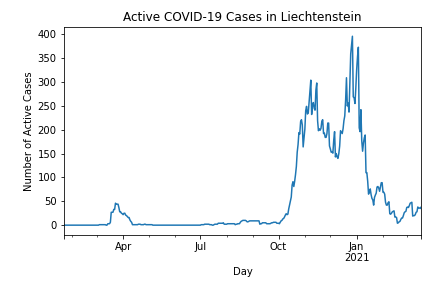 Active COVID-19 Cases in Liechtenstein
Number of Active Cases
400
350
300
250
200
150
100
50
0
Apr
Jul
Oct
Jan
2021
Day